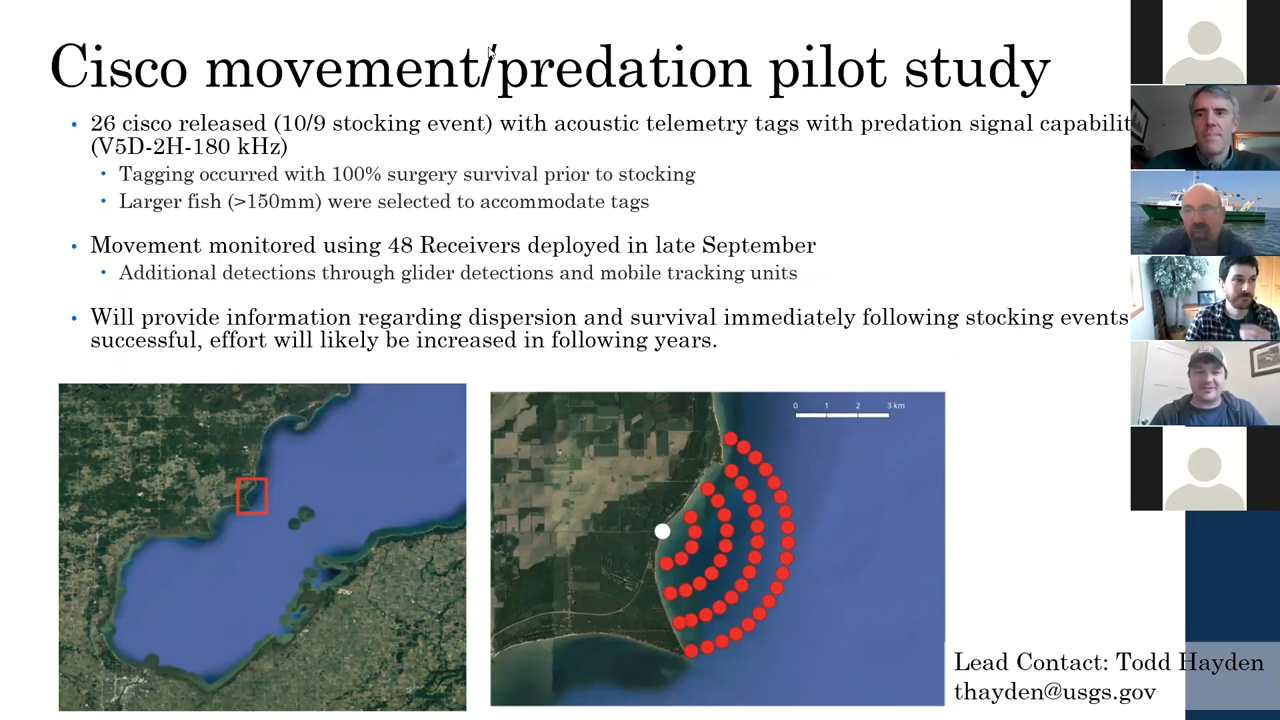 Cisco movement/predation pilot study
• 26 cisco released (10/9 stocking event) with acoustic telemetry tags with predation signal capabilit
(V5D-2H-180 kHz)
• Tagging occurred with 100% surgery survival prior to stocking
• Larger fish (>150mm) were selected to accommodate tags
• Movement monitored using 48 Receivers deployed in late September
• Additional detections through glider detections and mobile tracking units
• Will provide information regarding dispersion and survival immediately following stocking events
successful, effort will likely be increased in following years.
0 1 2 3 km
Lead Contact: Todd Hayden
thayden@usgs.gov